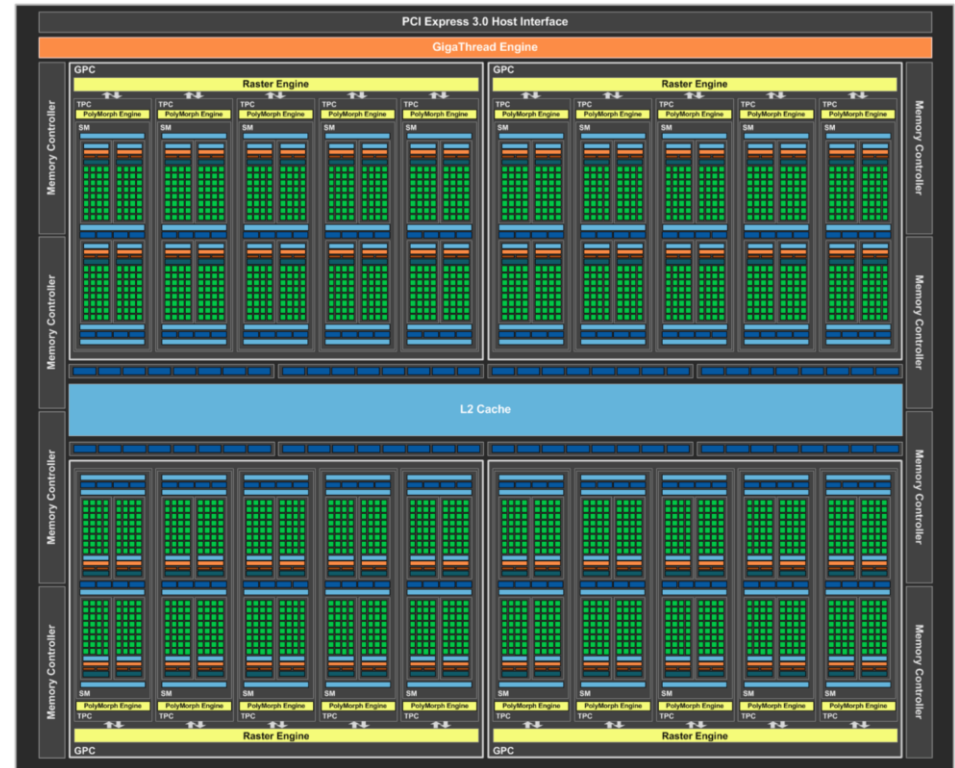 PCI Express 3.0 Host Interface
GigaThread Engine
GPC
Raster Engine
TPC TPC TPC TPC TPC
PolyMorph Engine PolyMorph Engine PolyMorph Engine PolyMorph Engine PolyMorph Engine
SM SM SM SM SM
GPC
Raster Engine
TPC TPC TPC TPC TPC
PolyMorph Engine PolyMorph Engine PolyMorph Engine PolyMorph Engine PolyMorph Engine
SM SM SM SM SM
Memory Controller
Memory Controller
Memory Controller
Memory Controller
L2 Cache
Memory Controller
Memory Controller
Memory Controller
Memory Controller
SM SM SM SM SM
PolyMorph Engine PolyMorph Engine PolyMorph Engine PolyMorph Engine PolyMorph Engine
TPC TPC TPC TPC TPC
Raster Engine
GPC
SM SM SM SM SM
PolyMorph Engine PolyMorph Engine PolyMorph Engine PolyMorph Engine PolyMorph Engine
TPC TPC TPC TPC TPC
Raster Engine
GPC